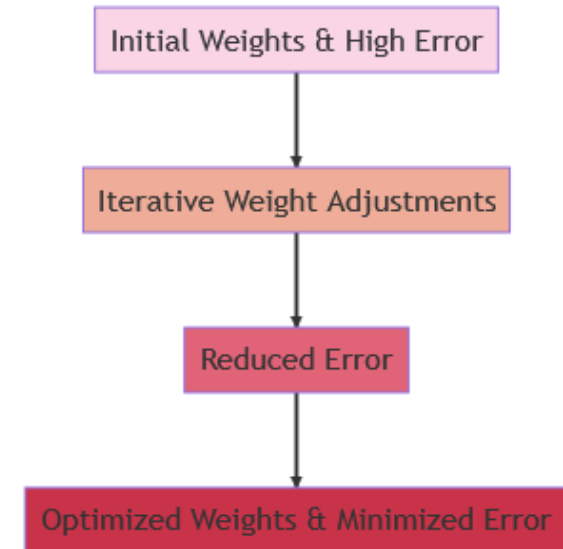 Initial Weights & High Error
Iterative Weight Adjustments
Reduced Error
Optimized Weights & Minimized Error